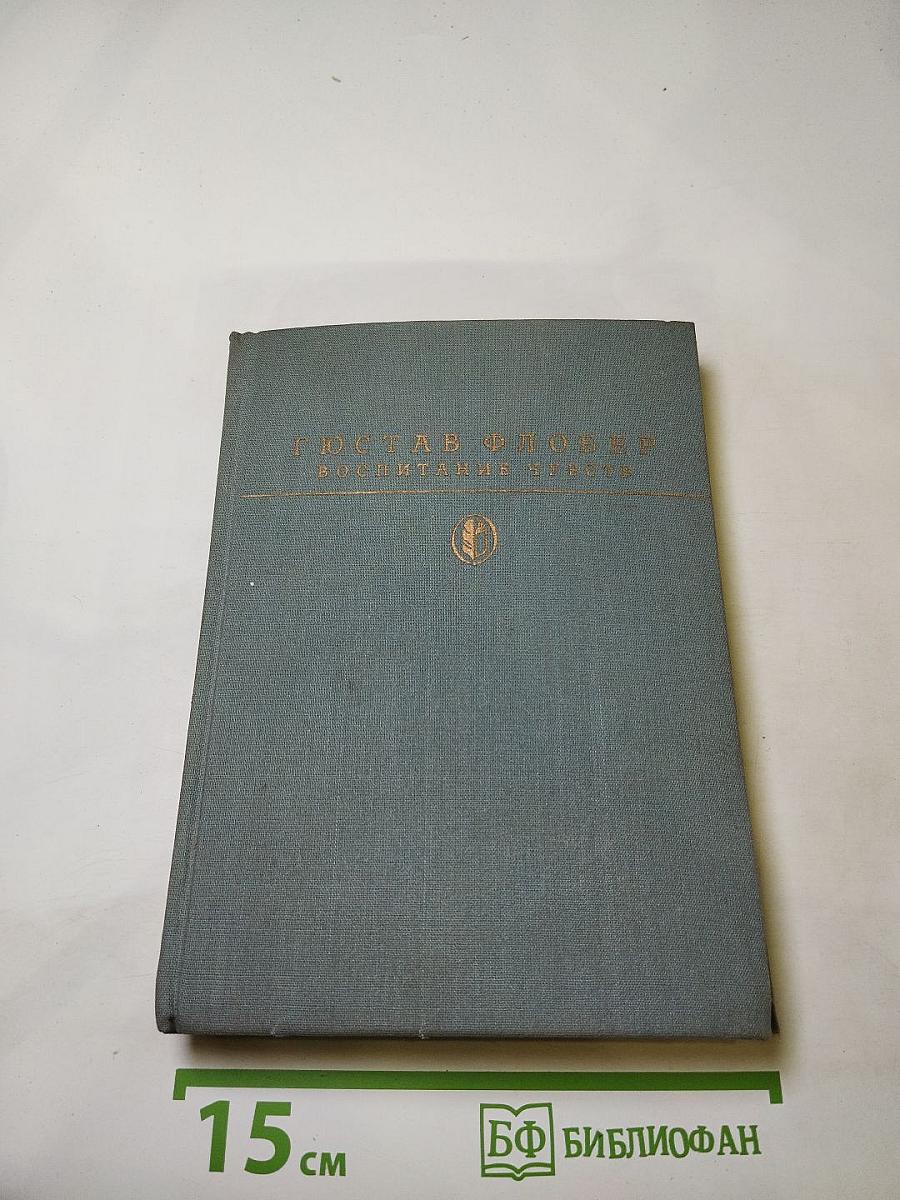 ГЮСТАВ ФЛОБЕР
ВОСПИТАНИЕ ЧУВСТВ
15 см
БФ БИБЛИОФАН